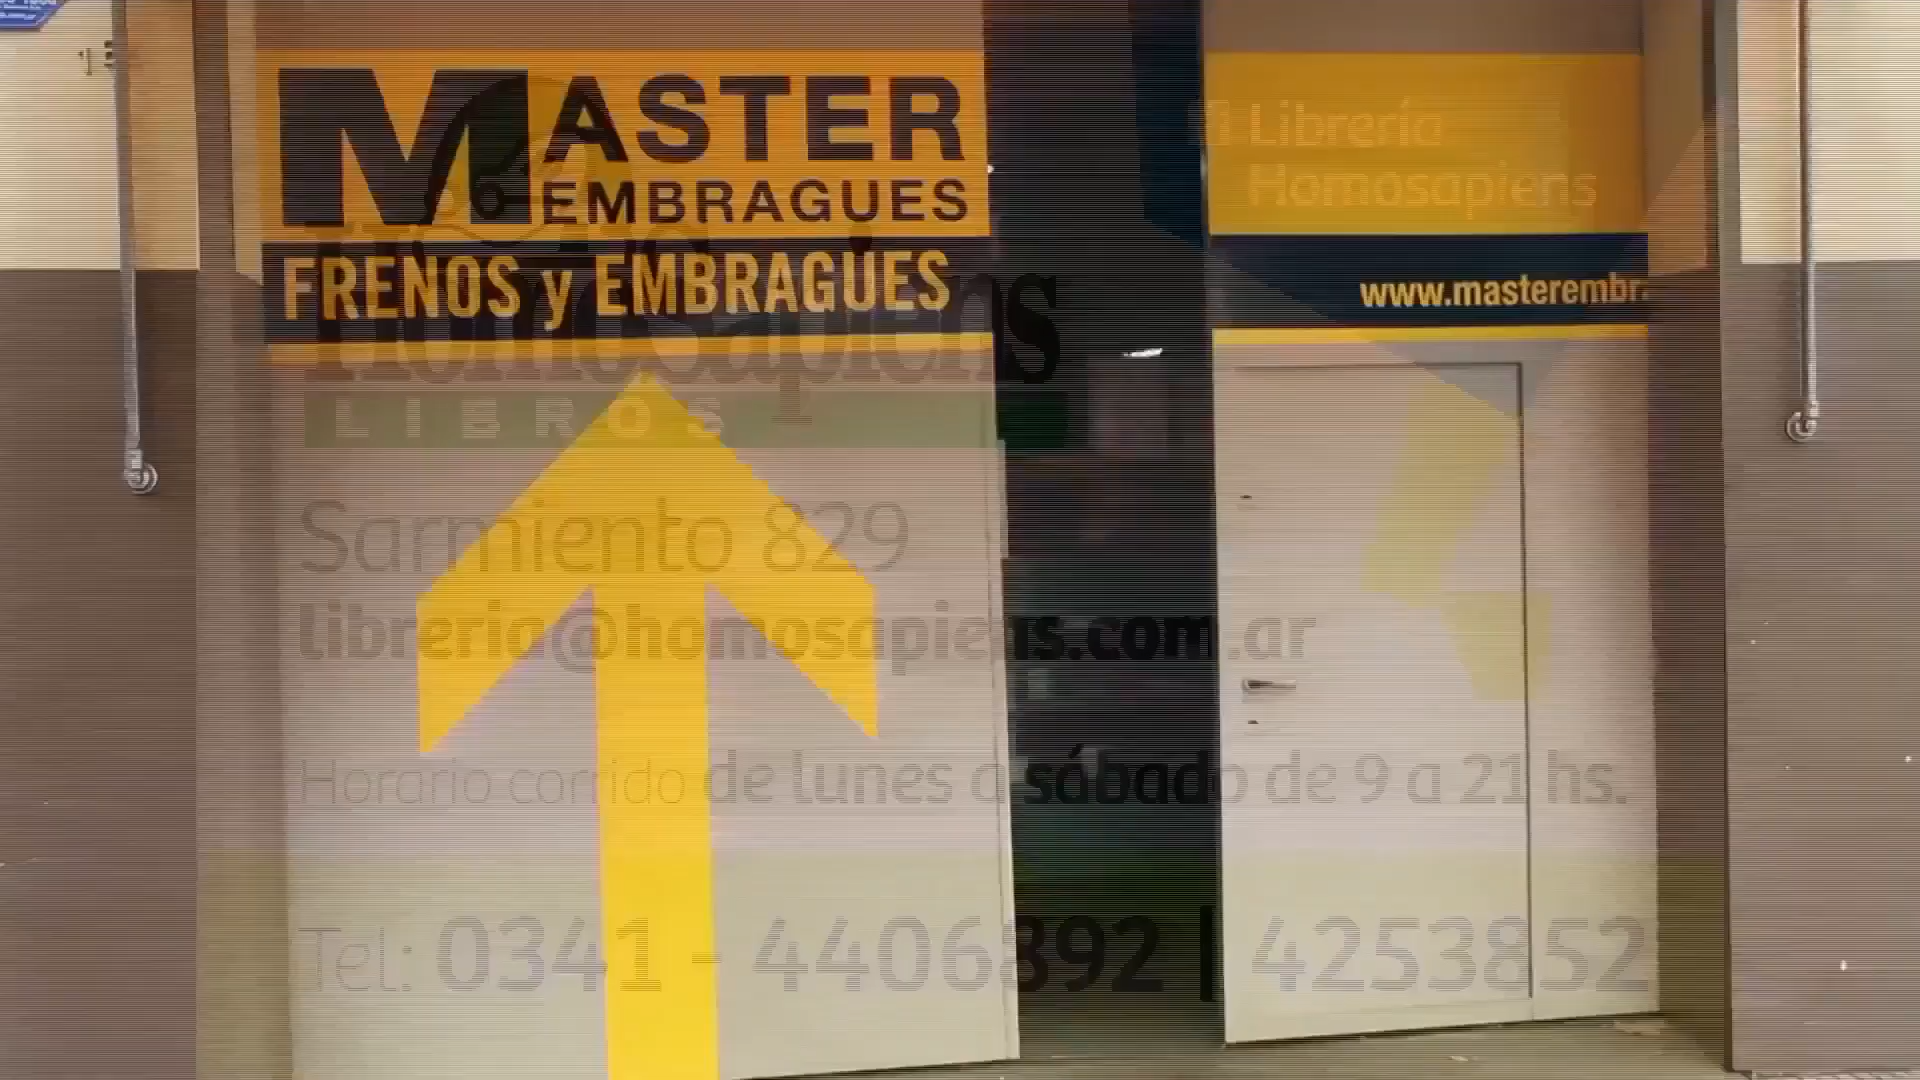 MASTER
EMBRAGUES
FRENOS y EMBRAGUES
Librería
Homosapiens
www.masterembr
HomoSapiens
LIBROS
Sarmiento 829
libreria@homosapiens.com.ar
Horario corrido de lunes a sábado de 9 a 21 hs.
Tel: 0341 - 4406892 | 4253852